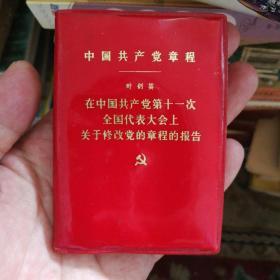 中国共产党章程
叶剑英
在中国共产党第十一次
全国代表大会上
关于修改党的章程的报告